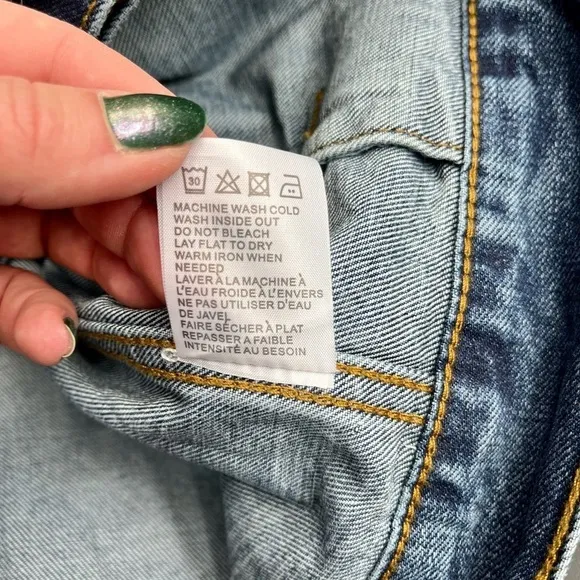 30
MACHINE WASH COLD
WASH INSIDE OUT
DO NOT BLEACH
LAY FLAT TO DRY
WARM IRON WHEN
NEEDED
LAVER À LA MACHINE À
L'EAU FROIDE À L'ENVERS
NE PAS UTILISER D'EAU
DE JAVEL
FAIRE SÉCHER À PLAT
REPASSER A FAIBLE
INTENSITÉ AU BESOIN